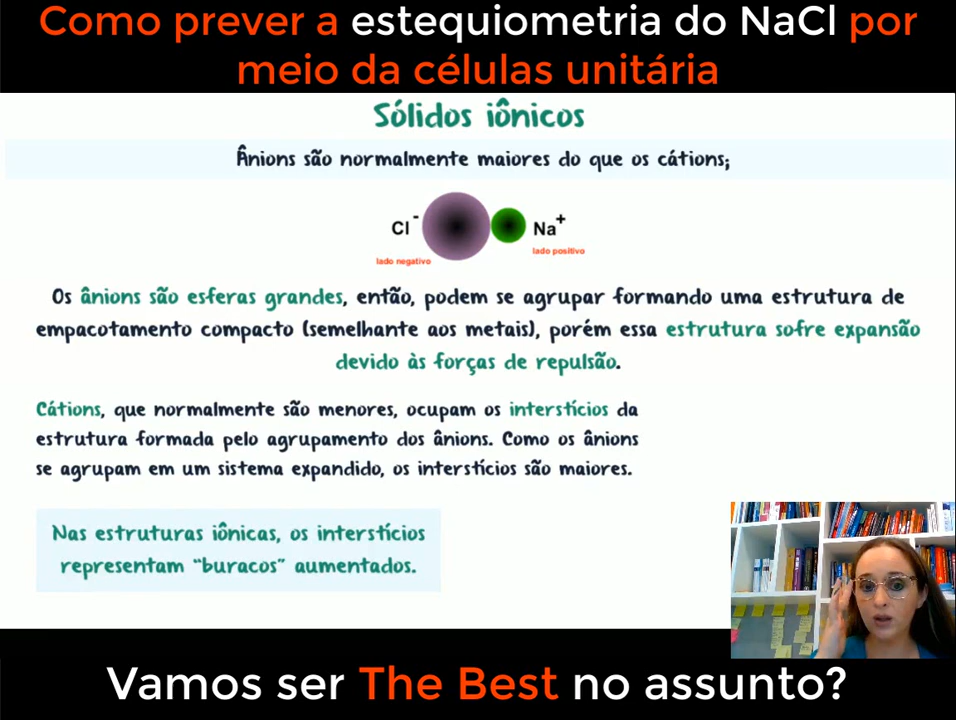 Como prever a estequiometria do NaCl por
meio da células unitária
Sólidos iônicos
Ânions são normalmente maiores do que os cátions;
Cl⁻
Na⁺
lado negativo
lado positivo
Os ânions são esferas grandes, então, podem se agrupar formando uma estrutura de
empacotamento compacto (semelhante aos metais), porém essa estrutura sofre expansão
devido às forças de repulsão.
Cátions, que normalmente são menores, ocupam os interstícios da
estrutura formada pelo agrupamento dos ânions. Como os ânions
se agrupam em um sistema expandido, os interstícios são maiores.
Nas estruturas iônicas, os interstícios
representam “buracos” aumentados.
Vamos ser The Best no assunto?